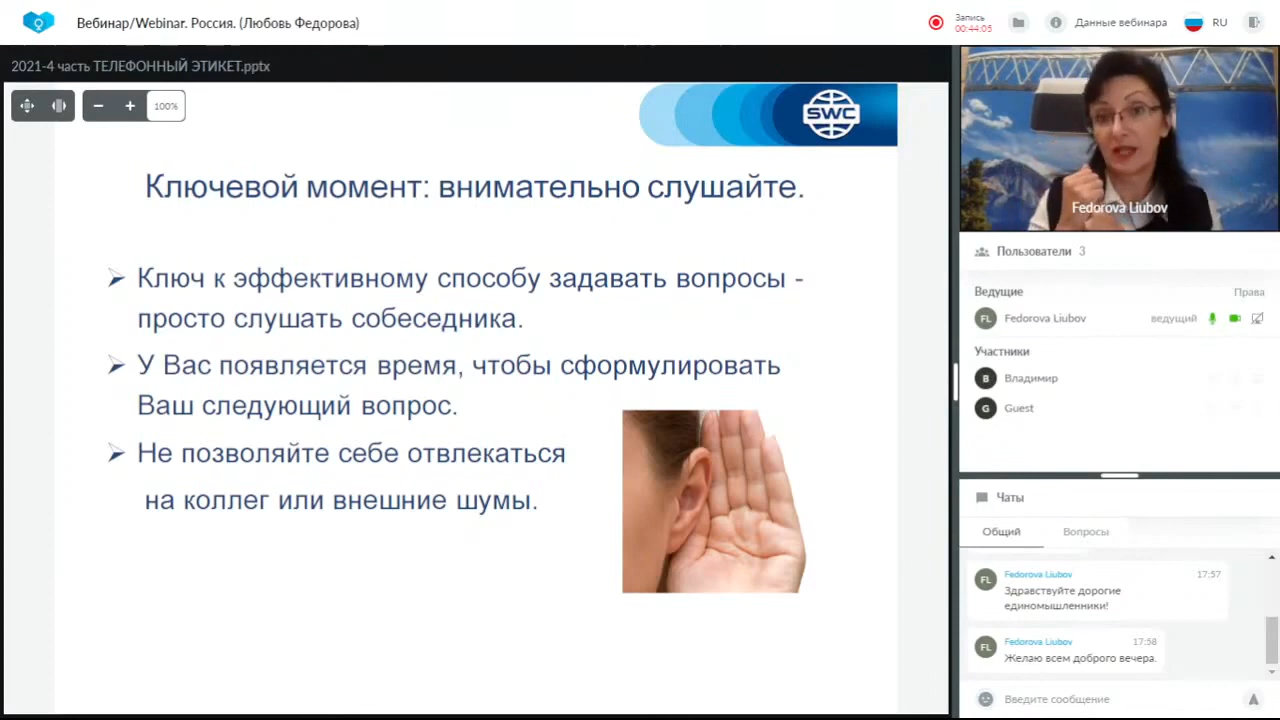 Вебинар/Webinar. Россия. (Любовь Федорова)
Запись
00:44:05
Данные вебинара
RU
2021-4 часть ТЕЛЕФОННЫЙ ЭТИКЕТ.pptx
100%
SWC
Ключевой момент: внимательно слушайте.
Ключ к эффективному способу задавать вопросы -
просто слушать собеседника.
У Вас появляется время, чтобы сформулировать
Ваш следующий вопрос.
Не позволяйте себе отвлекаться
на коллег или внешние шумы.
Fedorova Liubov
Пользователи 3
Ведущие Права
FL Fedorova Liubov ведущий
Участники
В Владимир
G Guest
Чаты
Общий Вопросы
FL Fedorova Liubov 17:57
Здравствуйте дорогие
единомышленники!
FL Fedorova Liubov 17:58
Желаю всем доброго вечера.
Введите сообщение